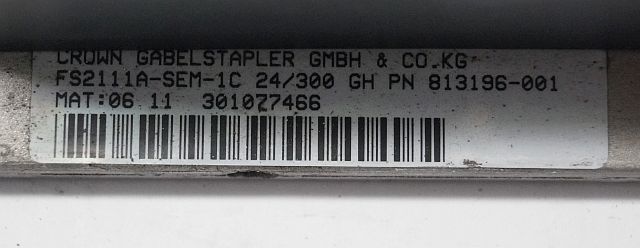 CROWN GABELSTAPLER GMBH & CO.KG
FS2111A-SEM-1C 24/300 GH PN 813196-001
MAT:06 11 301077466